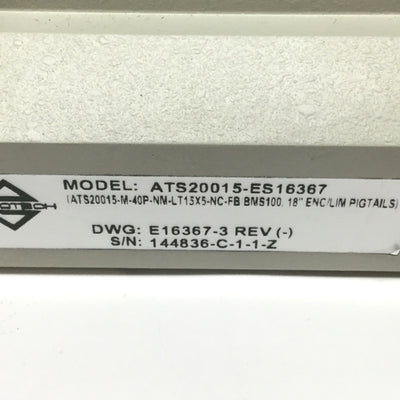 MODEL: ATS20015-ES16367
(ATS20015-M-40P-NM-LT15X5-NC-FB BMS100, 18" ENC/LIM PIGTAILS)
DWG: E16367-3 REV (-)
S/N: 144836-C-1-1-Z